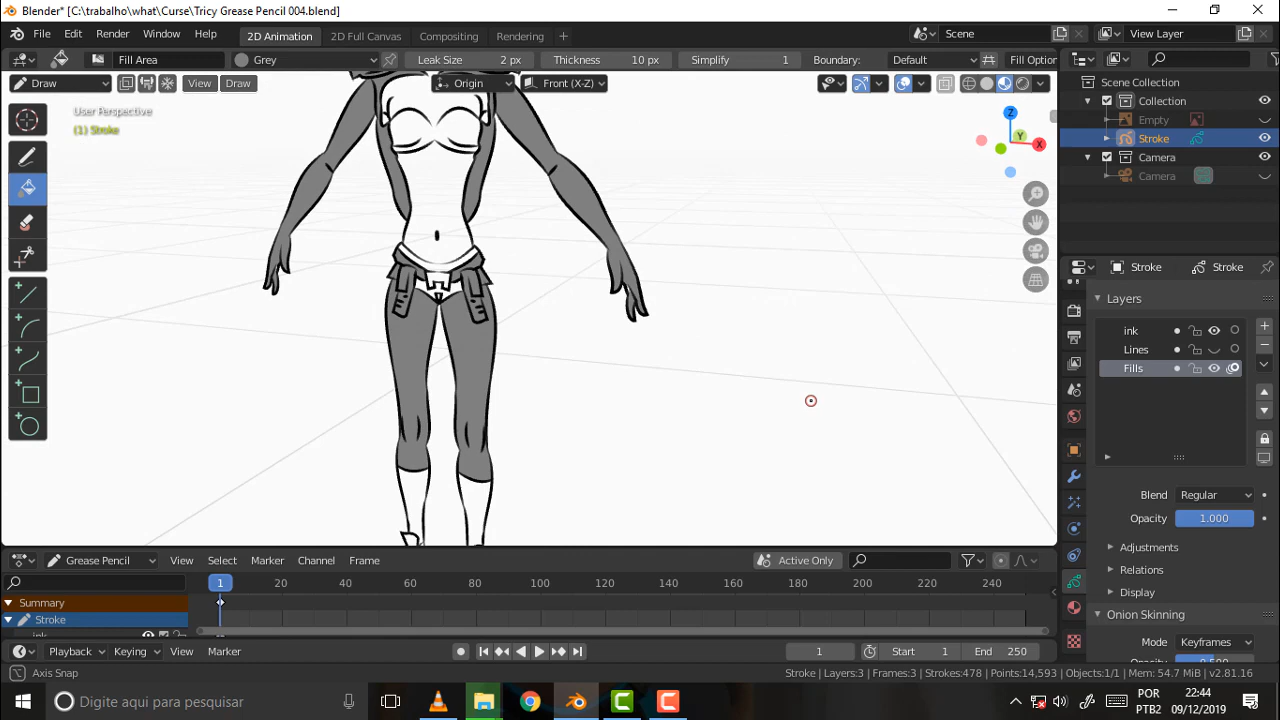 Blender* [C:\trabalho\what\Curse\Tricy Grease Pencil 004.blend]
File Edit Render Window Help 2D Animation 2D Full Canvas Compositing Rendering Scene View Layer
Fill Area Grey Leak Size 2 px Thickness 10 px Simplify 1 Boundary: Default Fill Option
Draw View Draw Origin Front (X-Z)
User Perspective
(1) Stroke
Z
Y
X
Scene Collection
Collection
Empty
Stroke
Camera
Camera
Stroke Stroke
Layers
ink
Lines
Fills
Blend Regular
Opacity 1.000
Adjustments
Relations
Display
Onion Skinning
Mode Keyframes
Grease Pencil View Select Marker Channel Frame Active Only
1 20 40 60 80 100 120 140 160 180 200 220 240
Summary
Stroke
Playback Keying View Marker 1 Start 1 End 250
Axis Snap Stroke | Layers:3 | Frames:3 | Strokes:478 | Points:14,593 | Objects:1/1 | Mem: 54.7 MiB | v2.81.16
Digite aqui para pesquisar
POR
PTB2
22:44
09/12/2019